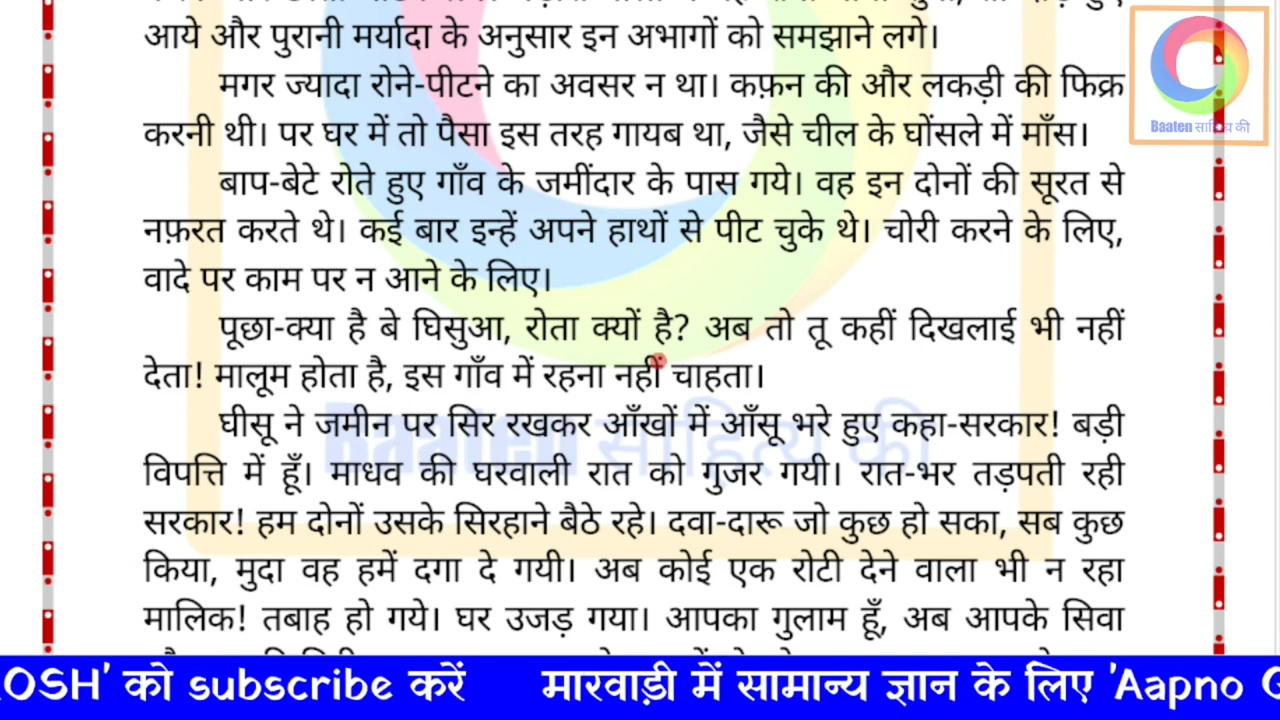 आये और पुरानी मर्यादा के अनुसार इन अभागों को समझाने लगे।
मगर ज्यादा रोने-पीटने का अवसर न था। कफ़न की और लकड़ी की फिक्र
करनी थी। पर घर में तो पैसा इस तरह गायब था, जैसे चील के घोंसले में माँस।
बाप-बेटे रोते हुए गाँव के जमींदार के पास गये। वह इन दोनों की सूरत से
नफ़रत करते थे। कई बार इन्हें अपने हाथों से पीट चुके थे। चोरी करने के लिए,
वादे पर काम पर न आने के लिए।
पूछा-क्या है बे घिसुआ, रोता क्यों है? अब तो तू कहीं दिखलाई भी नहीं
देता! मालूम होता है, इस गाँव में रहना नहीं चाहता।
घीसू ने जमीन पर सिर रखकर आँखों में आँसू भरे हुए कहा-सरकार! बड़ी
विपत्ति में हूँ। माधव की घरवाली रात को गुजर गयी। रात-भर तड़पती रही
सरकार! हम दोनों उसके सिरहाने बैठे रहे। दवा-दारू जो कुछ हो सका, सब कुछ
किया, मुदा वह हमें दगा दे गयी। अब कोई एक रोटी देने वाला भी न रहा
मालिक! तबाह हो गये। घर उजड़ गया। आपका गुलाम हूँ, अब आपके सिवा
Baaten साहित्य की
Baaten साहित्य की
OSH' को subscribe करें मारवाड़ी में सामान्य ज्ञान के लिए 'Aapno G